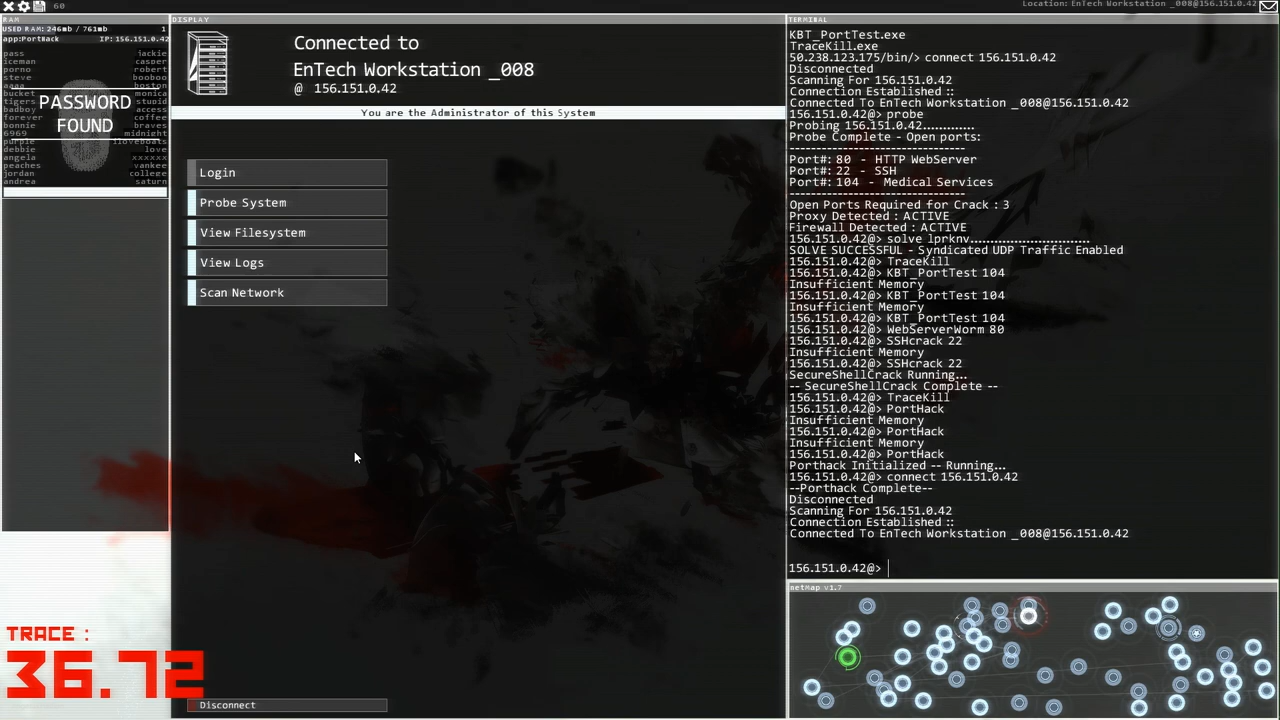 60
Location: EnTech Workstation _008@156.151.0.42
RAM
USED RAM: 246mb / 761mb 1
app:PortHack IP:156.151.0.42
pass jackie
iceman casper
porno robert
steve booboo
aaaa boston
bucket monica
tigers stupid
badboy access
forever coffee
bonnie braves
6969 midnight
purple iloveboats
debbie love
angela xxxxxx
peaches yankee
jordan college
andrea saturn
PASSWORD
FOUND
TRACE :
36.72
DISPLAY
Connected to
EnTech Workstation _008
@ 156.151.0.42
You are the Administrator of this System
Login
Probe System
View Filesystem
View Logs
Scan Network
Disconnect
TERMINAL
KBT_PortTest.exe
TraceKill.exe
50.238.123.175/bin/> connect 156.151.0.42
Disconnected
Scanning For 156.151.0.42
Connection Established ::
Connected To EnTech Workstation _008@156.151.0.42
156.151.0.42@> probe
Probing 156.151.0.42.............
Probe Complete - Open ports:
---------------------------------
Port#: 80 - HTTP WebServer
Port#: 22 - SSH
Port#: 104 - Medical Services
---------------------------------
Open Ports Required for Crack : 3
Proxy Detected : ACTIVE
Firewall Detected : ACTIVE
156.151.0.42@> solve lprknv..............................
SOLVE SUCCESSFUL - Syndicated UDP Traffic Enabled
156.151.0.42@> TraceKill
156.151.0.42@> KBT_PortTest 104
Insufficient Memory
156.151.0.42@> KBT_PortTest 104
Insufficient Memory
156.151.0.42@> KBT_PortTest 104
156.151.0.42@> WebServerWorm 80
156.151.0.42@> SSHcrack 22
Insufficient Memory
156.151.0.42@> SSHcrack 22
SecureShellCrack Running...
-- SecureShellCrack Complete --
156.151.0.42@> TraceKill
156.151.0.42@> PortHack
Insufficient Memory
156.151.0.42@> PortHack
Insufficient Memory
156.151.0.42@> PortHack
Porthack Initialized -- Running...
156.151.0.42@> connect 156.151.0.42
--Porthack Complete--
Disconnected
Scanning For 156.151.0.42
Connection Established ::
Connected To EnTech Workstation _008@156.151.0.42
156.151.0.42@>
netMap v1.7